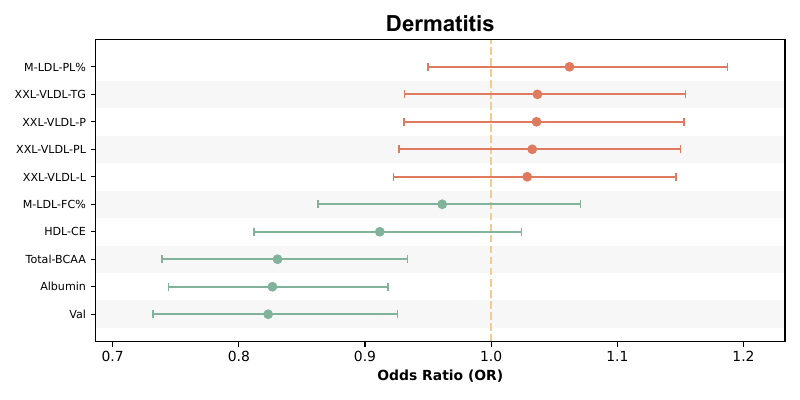 Dermatitis
M-LDL-PL%
XXL-VLDL-TG
XXL-VLDL-P
XXL-VLDL-PL
XXL-VLDL-L
M-LDL-FC%
HDL-CE
Total-BCAA
Albumin
Val
0.7 0.8 0.9 1.0 1.1 1.2
Odds Ratio (OR)